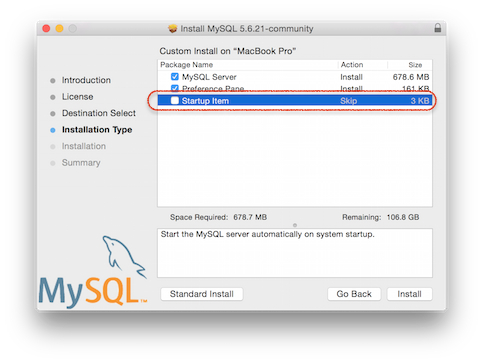 Install MySQL 5.6.21-community
Custom Install on “MacBook Pro”
Package Name Action Size
MySQL Server Install 678.6 MB
Preference Pane Install 161 KB
Startup Item Skip 3 KB
Introduction
License
Destination Select
Installation Type
Installation
Summary
Space Required: 678.7 MB Remaining: 106.8 GB
Start the MySQL server automatically on system startup.
MySQL™
Standard Install Go Back Install